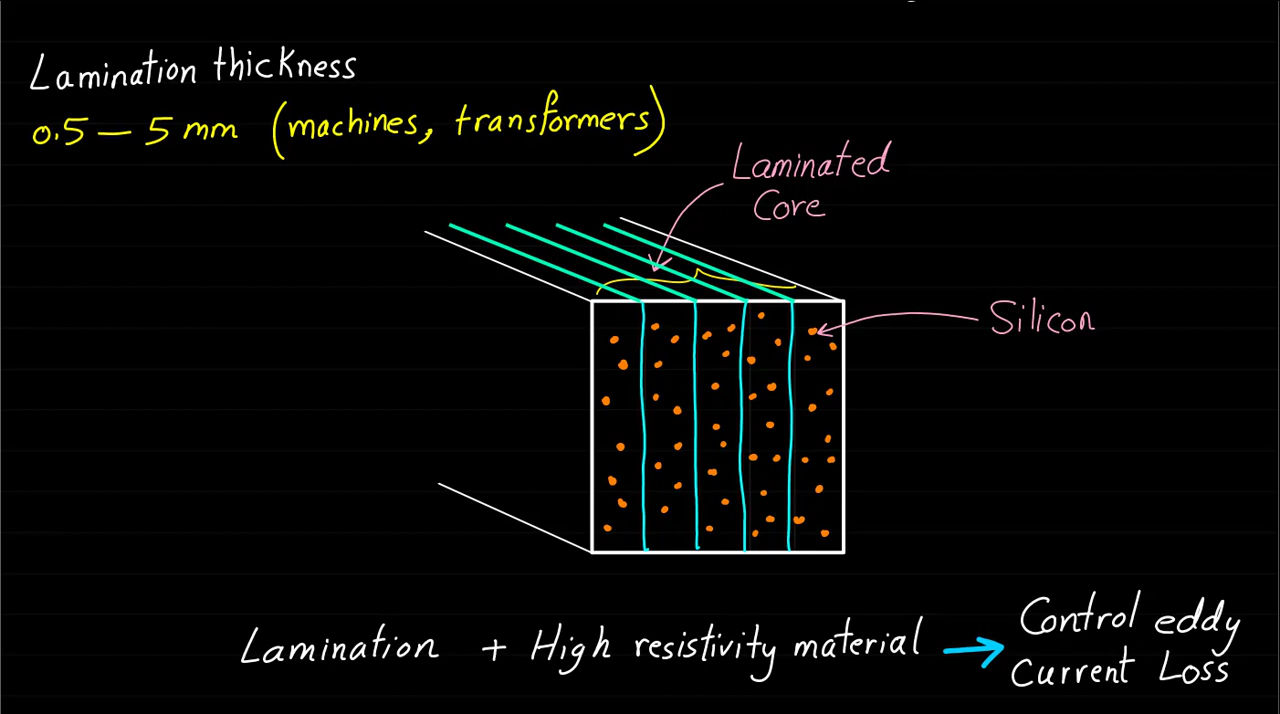 Lamination thickness
0.5 – 5 mm (machines, transformers)
Laminated
Core
Silicon
Lamination + High resistivity material
Control eddy
Current Loss